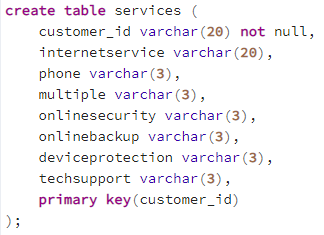 create table services (
    customer_id varchar(20) not null,
    internetservice varchar(20),
    phone varchar(3),
    multiple varchar(3),
    onlinesecurity varchar(3),
    onlinebackup varchar(3),
    deviceprotection varchar(3),
    techsupport varchar(3),
    primary key(customer_id)
);